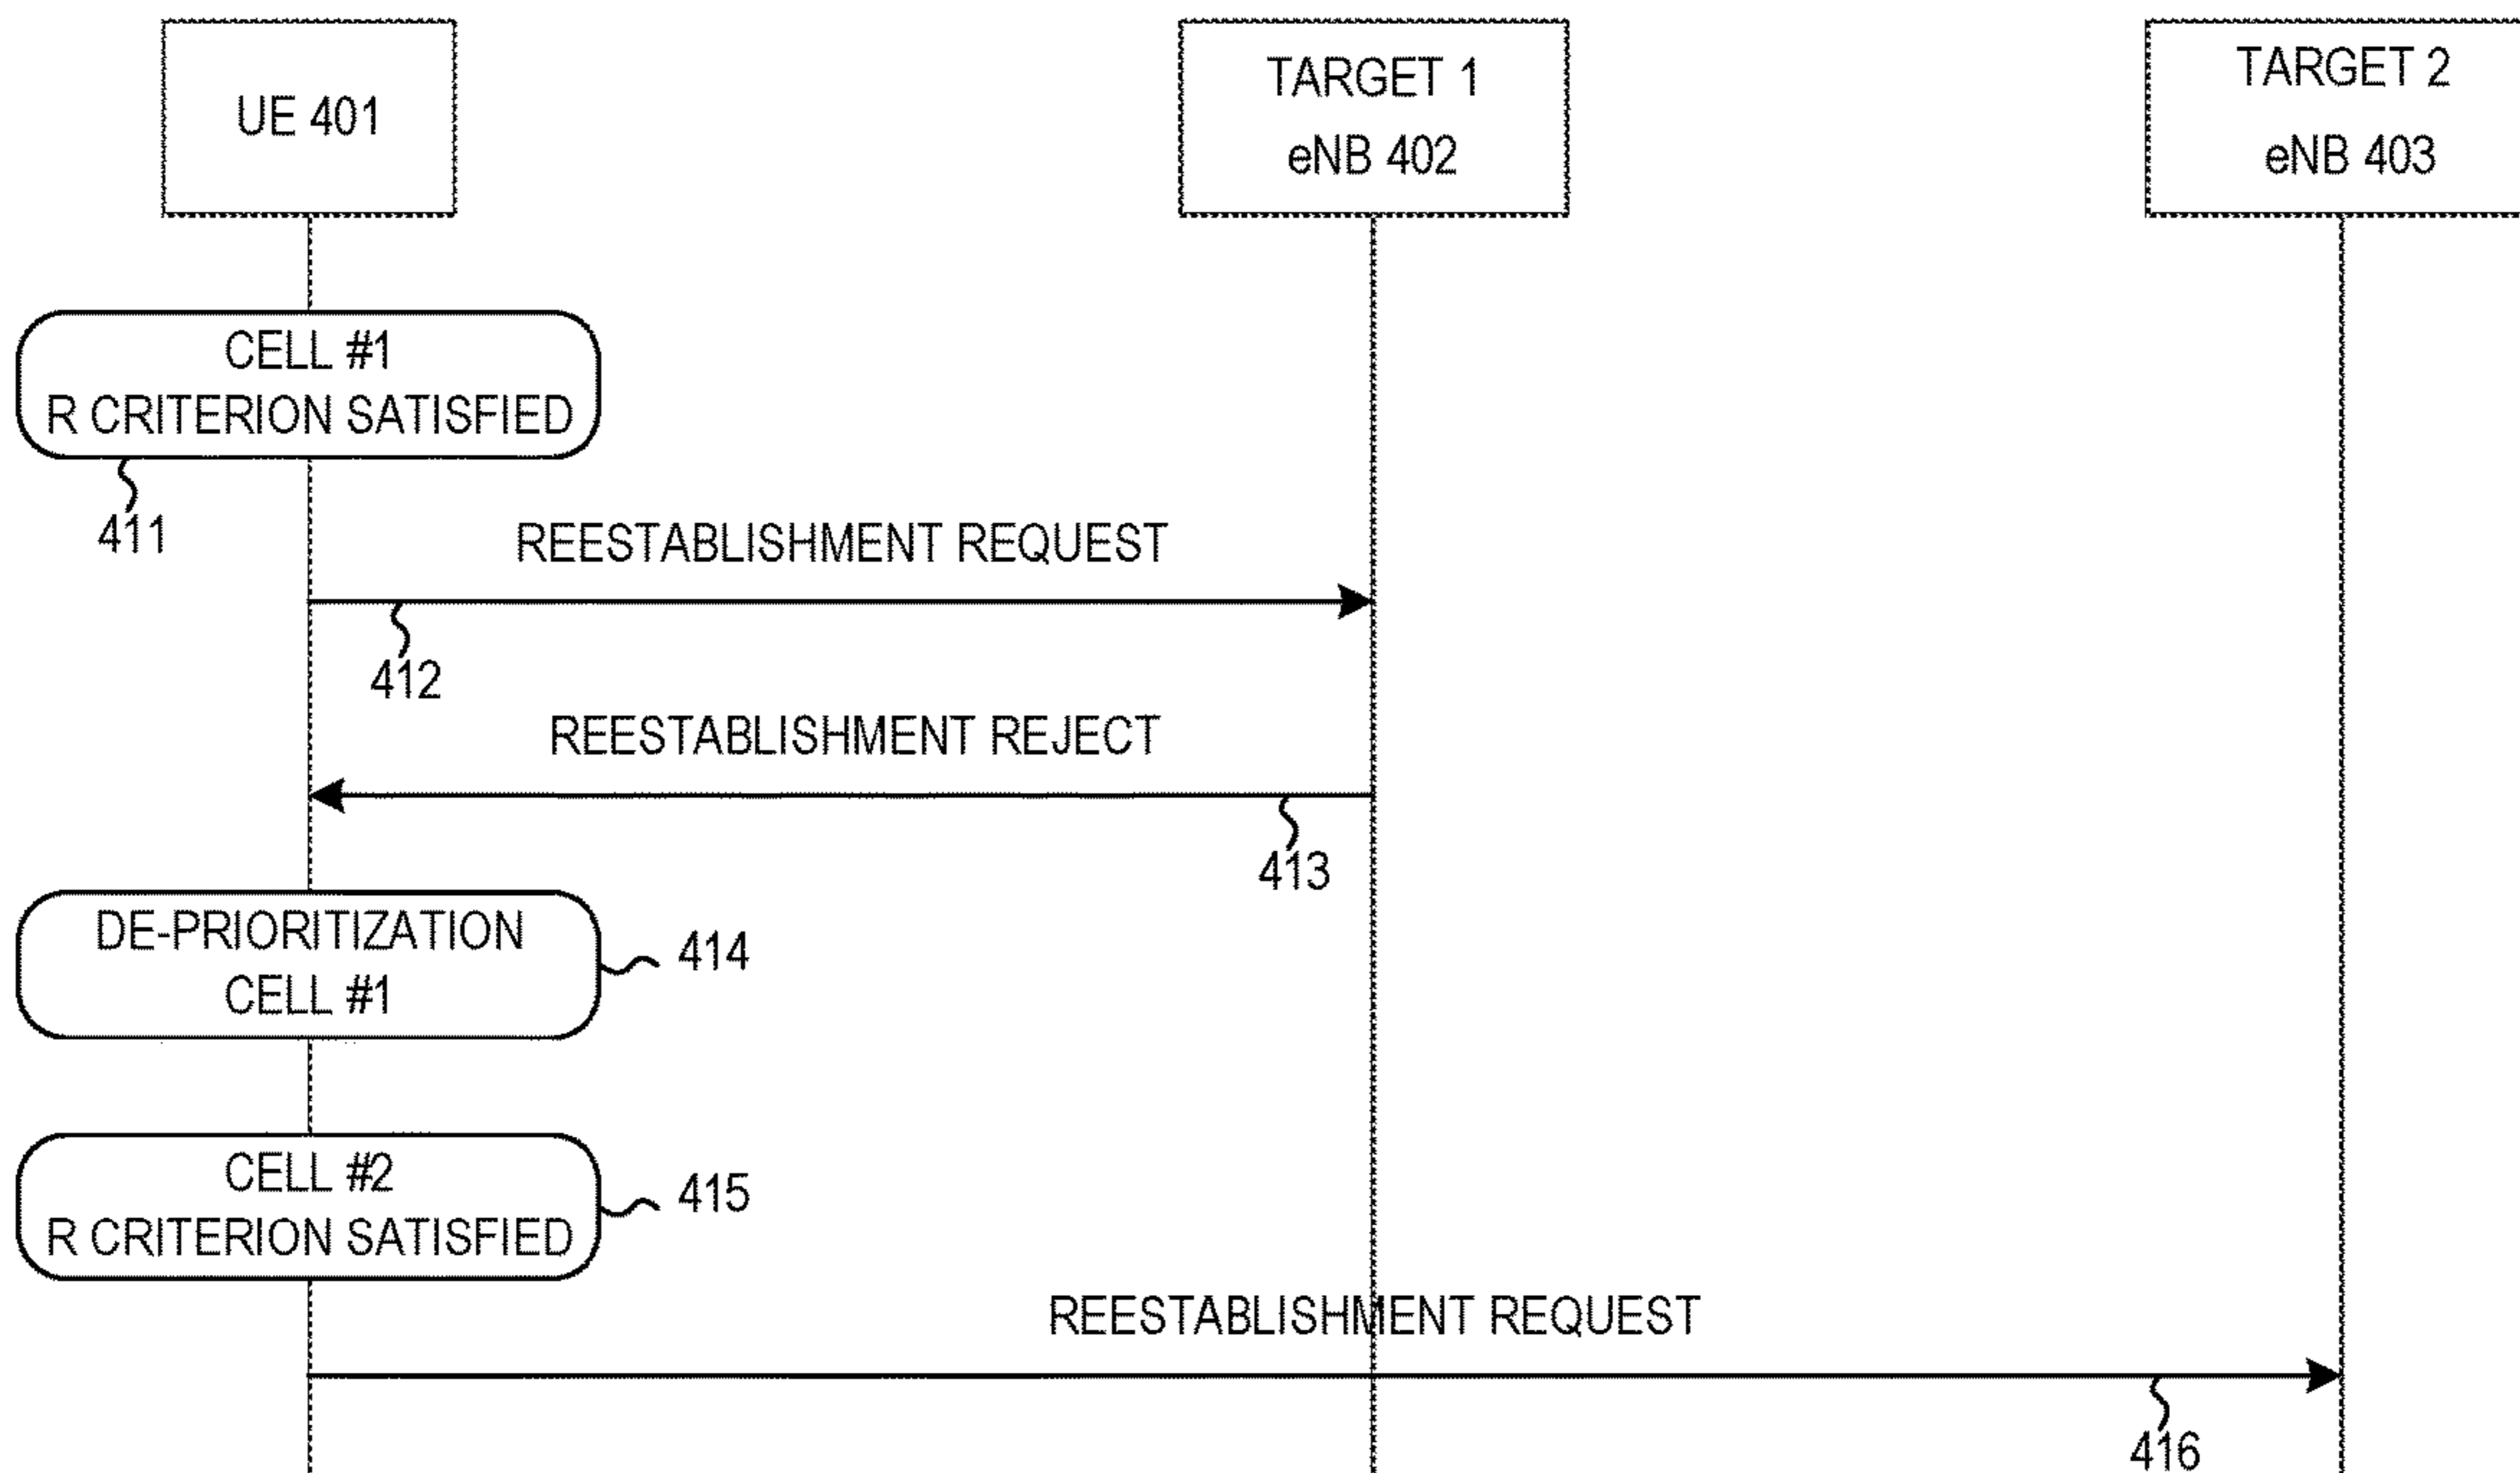 UE 401
TARGET 1
eNB 402
TARGET 2
eNB 403
CELL #1
R CRITERION SATISFIED
411
REESTABLISHMENT REQUEST
412
REESTABLISHMENT REJECT
413
DE-PRIORITIZATION
CELL #1
414
CELL #2
R CRITERION SATISFIED
415
REESTABLISHMENT REQUEST
416